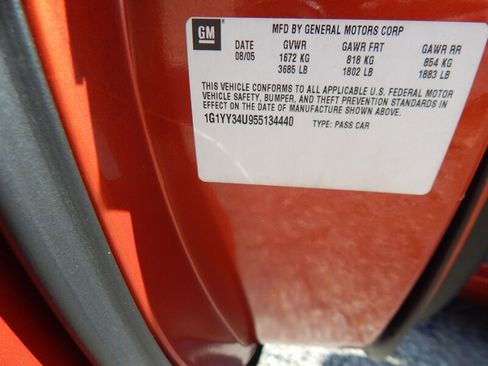 GM
MFD BY GENERAL MOTORS CORP
DATE GVWR GAWR FRT GAWR RR
08/05 1672 KG 818 KG 854 KG
3685 LB 1802 LB 1883 LB
THIS VEHICLE CONFORMS TO ALL APPLICABLE U.S. FEDERAL MOTOR
VEHICLE SAFETY, BUMPER, AND THEFT PREVENTION STANDARDS IN
EFFECT ON THE DATE OF MANUFACTURE SHOWN ABOVE.
1G1YY34U955134440 TYPE: PASS CAR